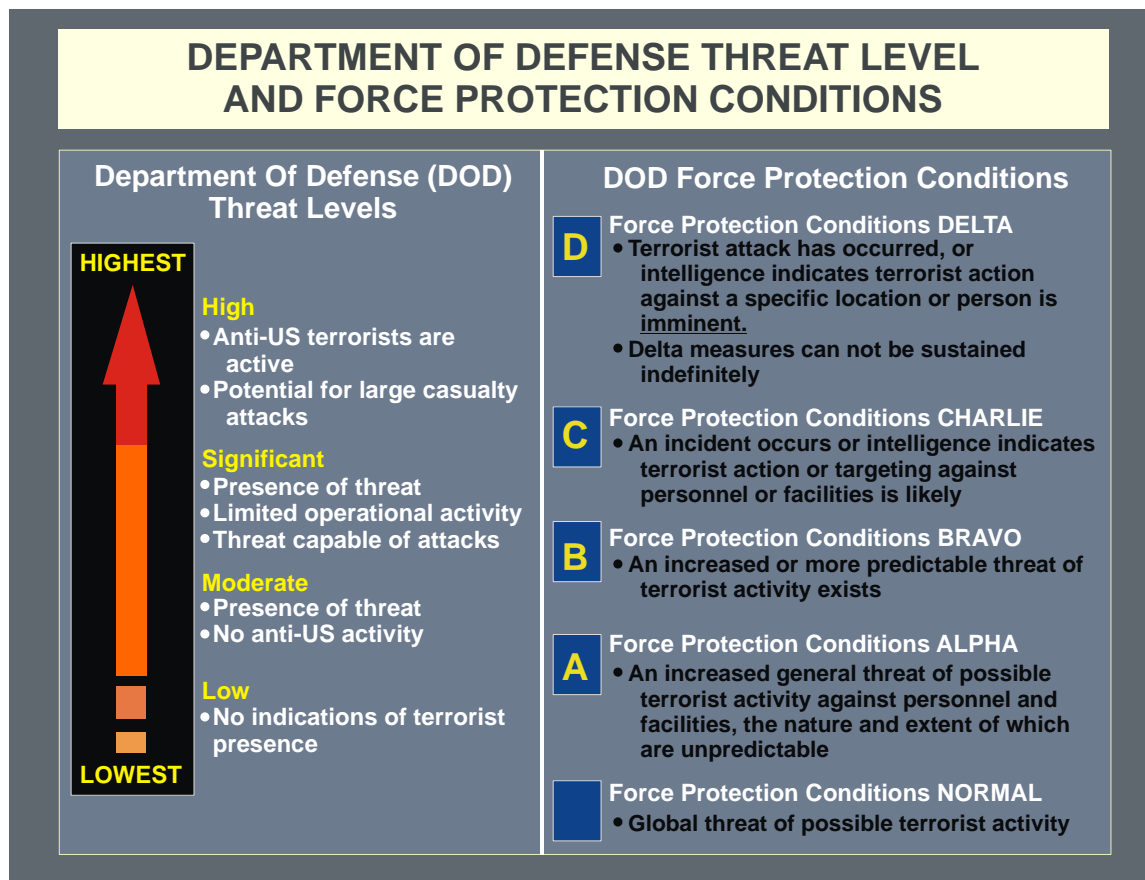 DEPARTMENT OF DEFENSE THREAT LEVEL
AND FORCE PROTECTION CONDITIONS
Department Of Defense (DOD)
Threat Levels
HIGHEST
High
•Anti-US terrorists are
active
•Potential for large casualty
attacks
Significant
•Presence of threat
•Limited operational activity
•Threat capable of attacks
Moderate
•Presence of threat
•No anti-US activity
Low
•No indications of terrorist
presence
LOWEST
DOD Force Protection Conditions
D
Force Protection Conditions DELTA
• Terrorist attack has occurred, or
intelligence indicates terrorist action
against a specific location or person is
imminent.
• Delta measures can not be sustained
indefinitely
C
Force Protection Conditions CHARLIE
• An incident occurs or intelligence indicates
terrorist action or targeting against
personnel or facilities is likely
B
Force Protection Conditions BRAVO
• An increased or more predictable threat of
terrorist activity exists
A
Force Protection Conditions ALPHA
• An increased general threat of possible
terrorist activity against personnel and
facilities, the nature and extent of which
are unpredictable
Force Protection Conditions NORMAL
• Global threat of possible terrorist activity